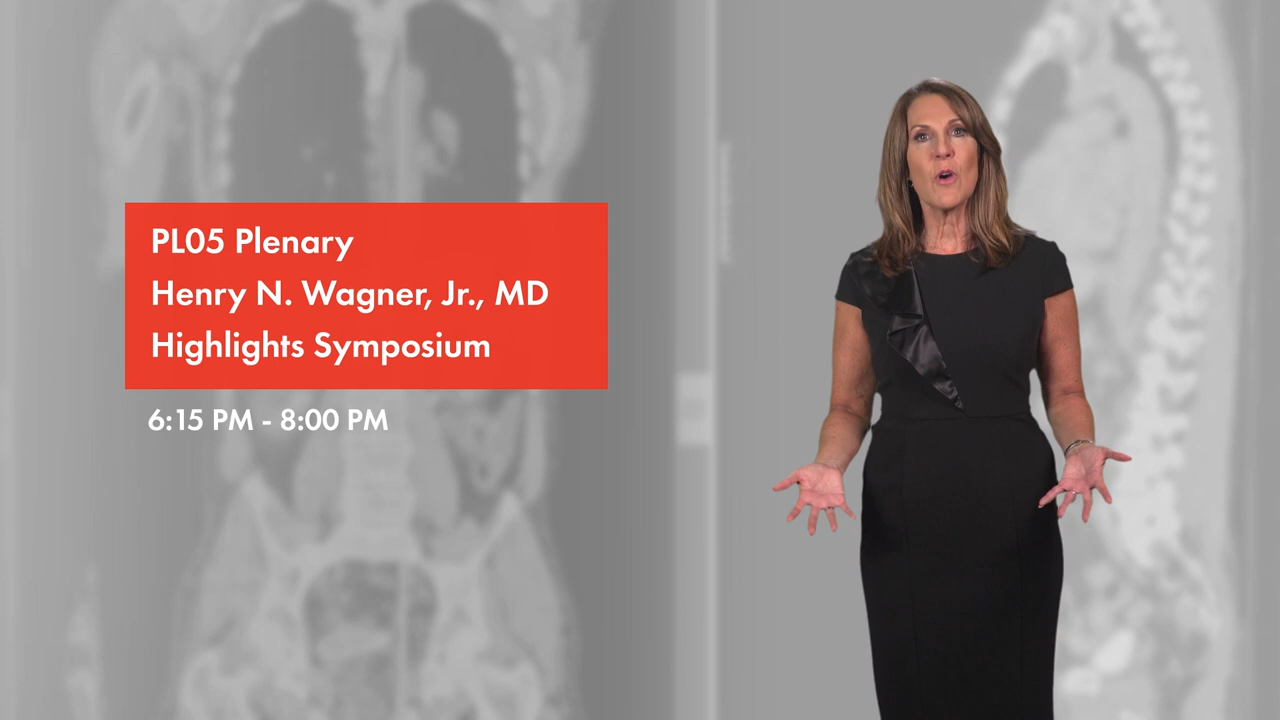 PL05 Plenary
Henry N. Wagner, Jr., MD
Highlights Symposium
6:15 PM - 8:00 PM